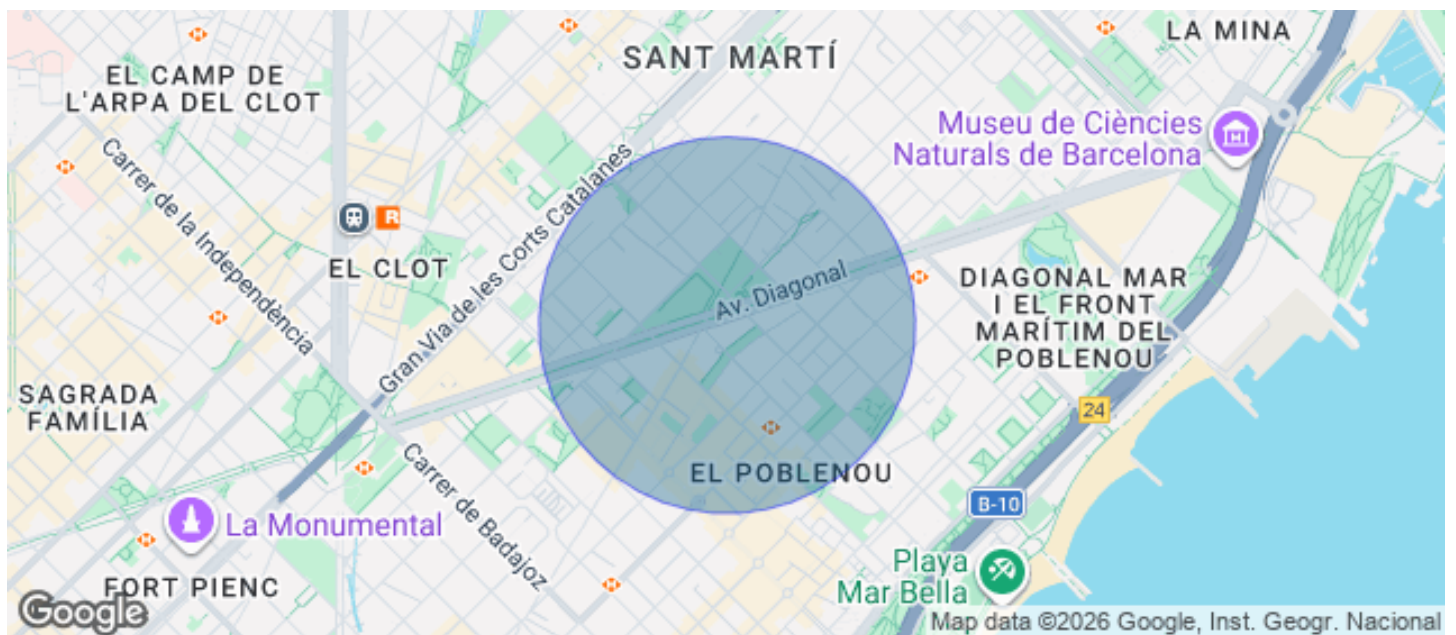 LA MINA
SANT MARTÍ
EL CAMP DE
L'ARPA DEL CLOT
Museu de Ciències
Naturals de Barcelona
Carrer de la Independència
Gran Via de les Corts Catalanes
R
EL CLOT
Av. Diagonal
DIAGONAL MAR
I EL FRONT
MARÍTIM DEL
POBLENOU
SAGRADA
FAMÍLIA
24
EL POBLENOU
Carrer de Badajoz
B-10
La Monumental
Playa
Mar Bella
FORT PIENC
Google
Map data ©2026 Google, Inst. Geogr. Nacional